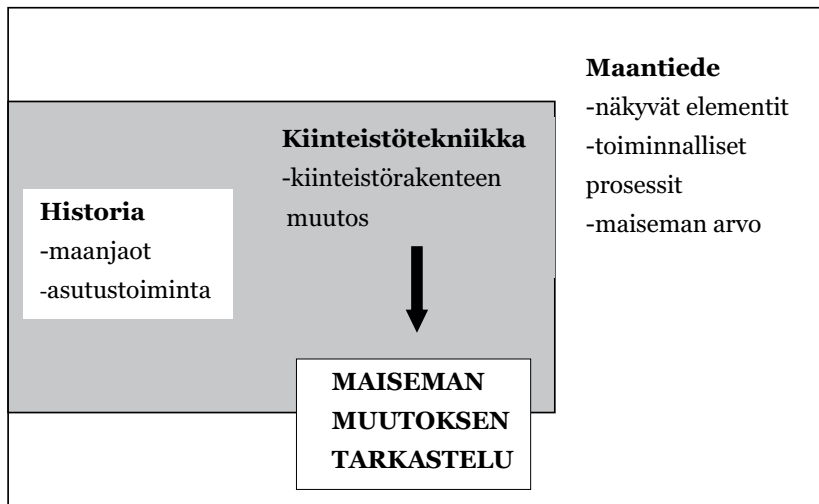 Maantiede
-näkyvät elementit
-toiminnalliset
prosessit
-maiseman arvo
Kiinteistötekniikka
-kiinteistörakenteen
muutos
Historia
-maanjaot
-asutustoiminta
MAISEMAN
MUUTOKSEN
TARKASTELU